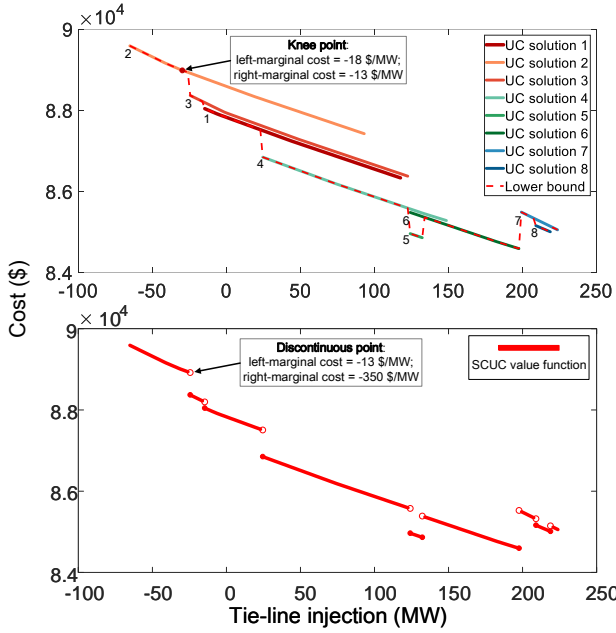 × 10⁴
9
8.8
8.6
8.4
-100
-50
0
50
100
150
200
250
Knee point:
left-marginal cost = -18 $/MW;
right-marginal cost = -13 $/MW
UC solution 1
UC solution 2
UC solution 3
UC solution 4
UC solution 5
UC solution 6
UC solution 7
UC solution 8
Lower bound
2
3
1
4
6
5
7
8
Cost ($)
× 10⁴
9
8.8
8.6
8.4
-100
-50
0
50
100
150
200
250
Discontinuous point:
left-marginal cost = -13 $/MW;
right-marginal cost = -350 $/MW
SCUC value function
Tie-line injection (MW)